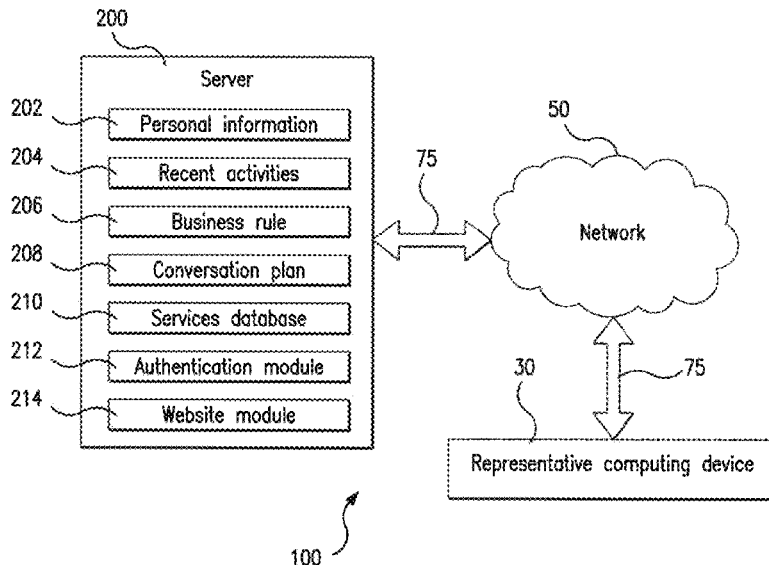 200
Server
202
Personal information
204
Recent activities
206
Business rule
208
Conversation plan
210
Services database
212
Authentication module
214
Website module
75
50
Network
75
30
Representative computing device
100